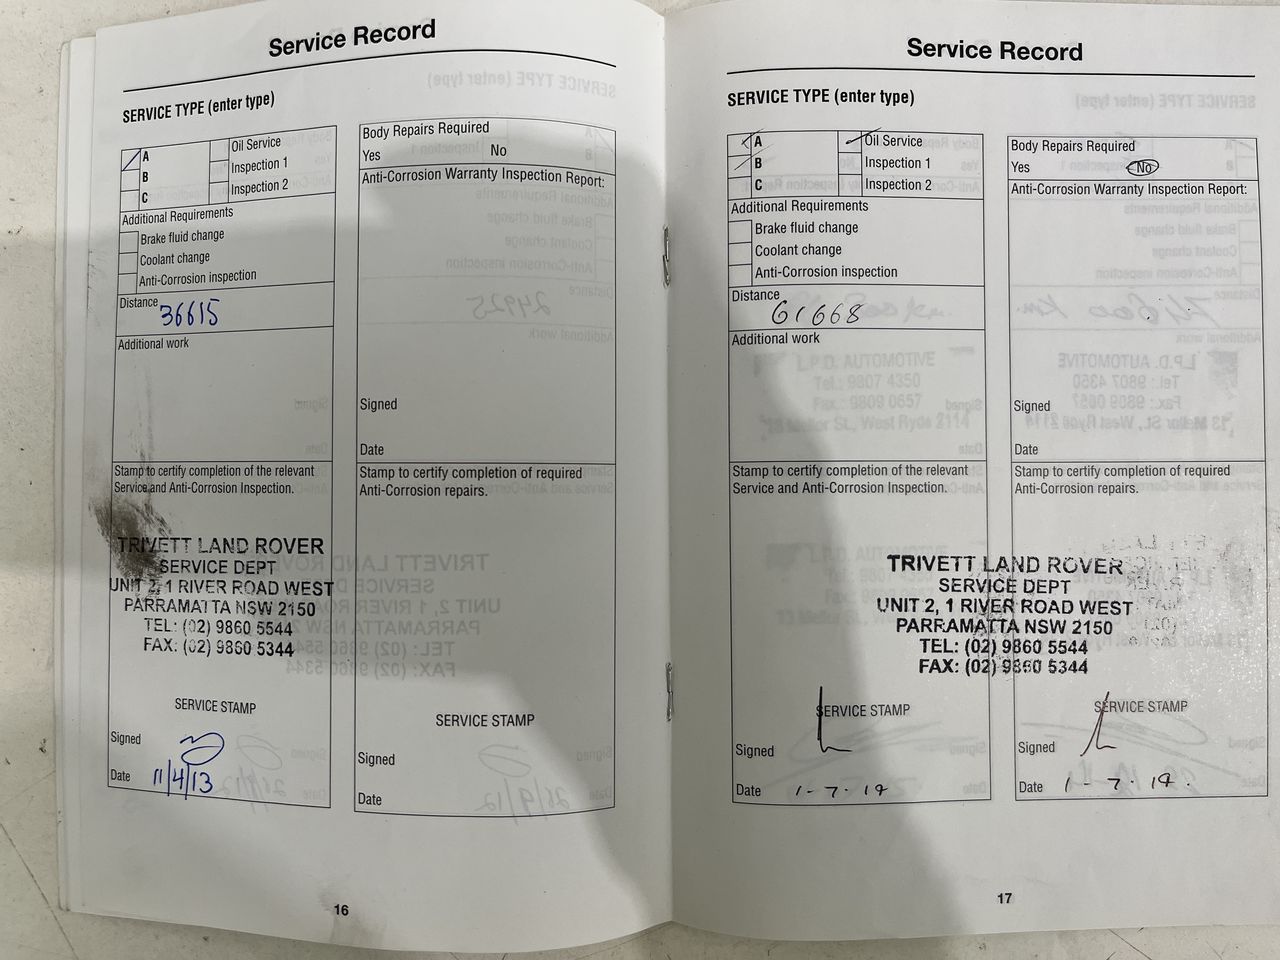 Service Record
SERVICE TYPE (enter type)
A
B
C
Oil Service
Inspection 1
Inspection 2
Additional Requirements
Brake fluid change
Coolant change
Anti-Corrosion inspection
Distance
36615
Additional work
Stamp to certify completion of the relevant
Service and Anti-Corrosion Inspection.
TRIVETT LAND ROVER
SERVICE DEPT
UNIT 2, 1 RIVER ROAD WEST
PARRAMATTA NSW 2150
TEL: (02) 9860 5544
FAX: (02) 9860 5344
SERVICE STAMP
Signed
Date 11/4/13
Body Repairs Required
Yes No
Anti-Corrosion Warranty Inspection Report:
Signed
Date
Stamp to certify completion of required
Anti-Corrosion repairs.
SERVICE STAMP
Signed
Date
16
Service Record
SERVICE TYPE (enter type)
A
B
C
Oil Service
Inspection 1
Inspection 2
Additional Requirements
Brake fluid change
Coolant change
Anti-Corrosion inspection
Distance
61668
Additional work
Stamp to certify completion of the relevant
Service and Anti-Corrosion Inspection.
TRIVETT LAND ROVER
SERVICE DEPT
UNIT 2, 1 RIVER ROAD WEST
PARRAMATTA NSW 2150
TEL: (02) 9860 5544
FAX: (02) 9860 5344
SERVICE STAMP
Signed
Date 1-7-14
Body Repairs Required
Yes No
Anti-Corrosion Warranty Inspection Report:
Signed
Date
Stamp to certify completion of required
Anti-Corrosion repairs.
SERVICE STAMP
Signed
Date 1-7-14.
17